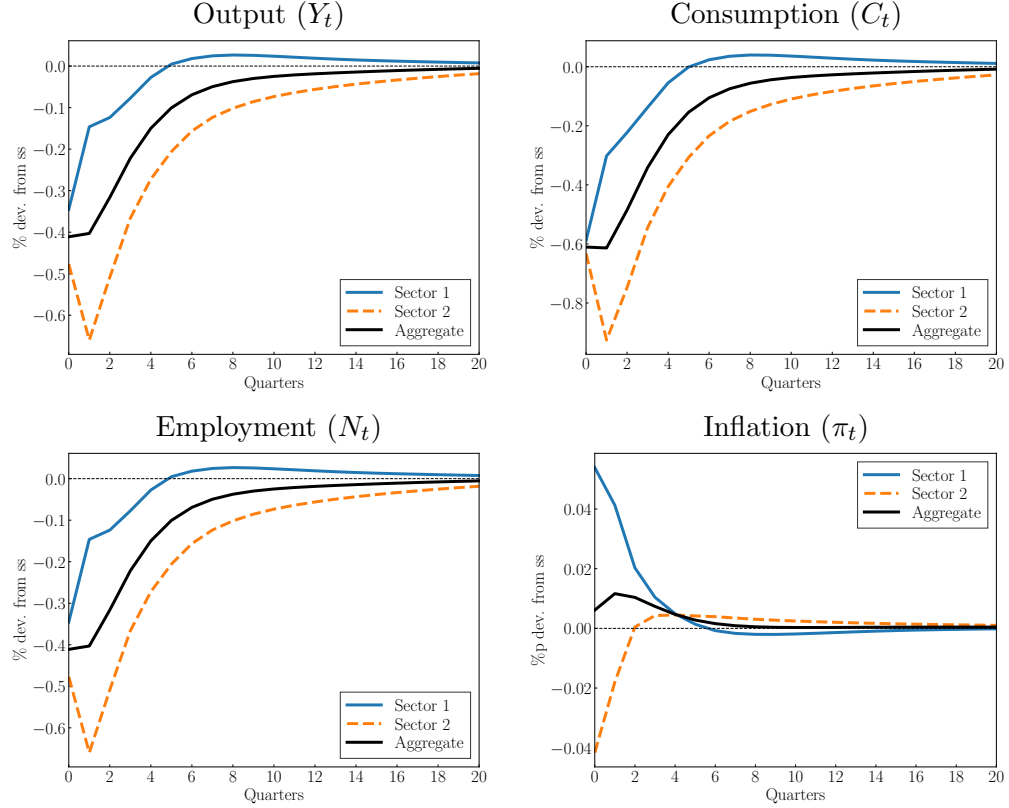 Output (Y_t)
% dev. from ss
0.0
−0.1
−0.2
−0.3
−0.4
−0.5
−0.6
Sector 1
Sector 2
Aggregate
0 2 4 6 8 10 12 14 16 18 20
Quarters
Consumption (C_t)
% dev. from ss
0.0
−0.2
−0.4
−0.6
−0.8
Sector 1
Sector 2
Aggregate
0 2 4 6 8 10 12 14 16 18 20
Quarters
Employment (N_t)
% dev. from ss
0.0
−0.1
−0.2
−0.3
−0.4
−0.5
−0.6
Sector 1
Sector 2
Aggregate
0 2 4 6 8 10 12 14 16 18 20
Quarters
Inflation (π_t)
%p dev. from ss
0.04
0.02
0.00
−0.02
−0.04
Sector 1
Sector 2
Aggregate
0 2 4 6 8 10 12 14 16 18 20
Quarters